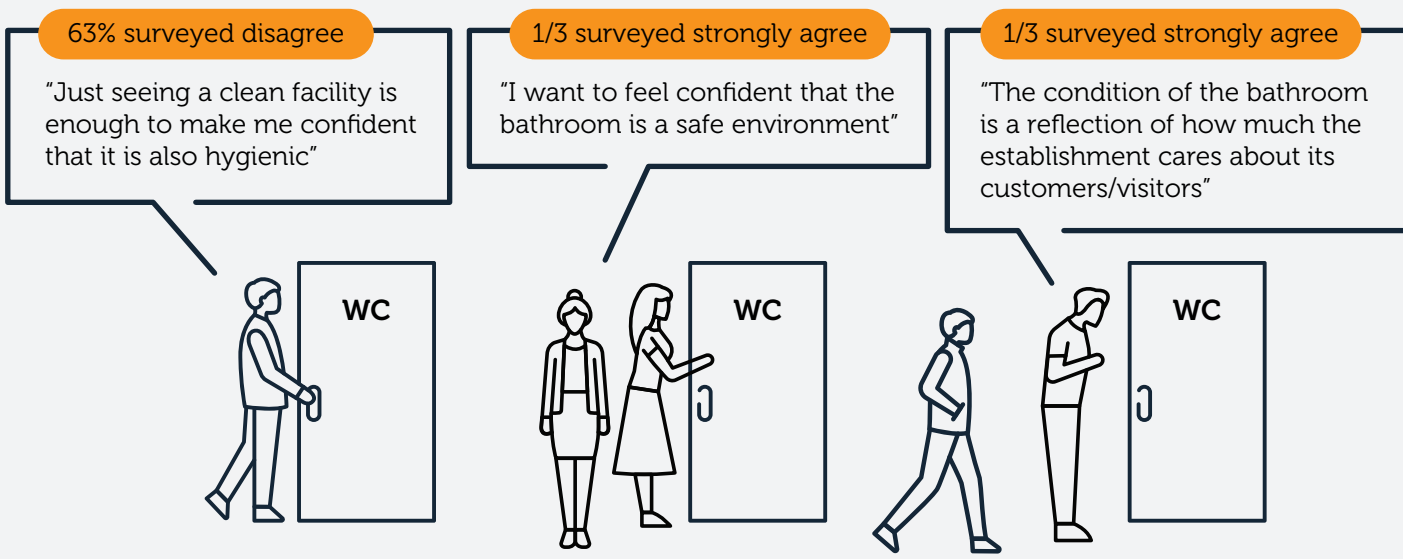 63% surveyed disagree
“Just seeing a clean facility is
enough to make me confident
that it is also hygienic”
1/3 surveyed strongly agree
“I want to feel confident that the
bathroom is a safe environment”
1/3 surveyed strongly agree
“The condition of the bathroom
is a reflection of how much the
establishment cares about its
customers/visitors”
WC
WC
WC